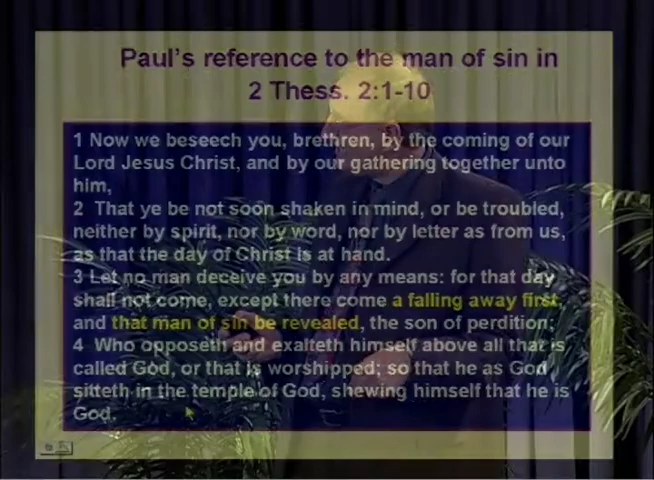 Paul's reference to the man of sin in
2 Thess. 2:1-10
1 Now we beseech you, brethren, by the coming of our
Lord Jesus Christ, and by our gathering together unto
him,
2 That ye be not soon shaken in mind, or be troubled,
neither by spirit, nor by word, nor by letter as from us,
as that the day of Christ is at hand.
3 Let no man deceive you by any means: for that day
shall not come, except there come a falling away first,
and that man of sin be revealed, the son of perdition;
4 Who opposeth and exalteth himself above all that is
called God, or that is worshipped; so that he as God
sitteth in the temple of God, shewing himself that he is
God.